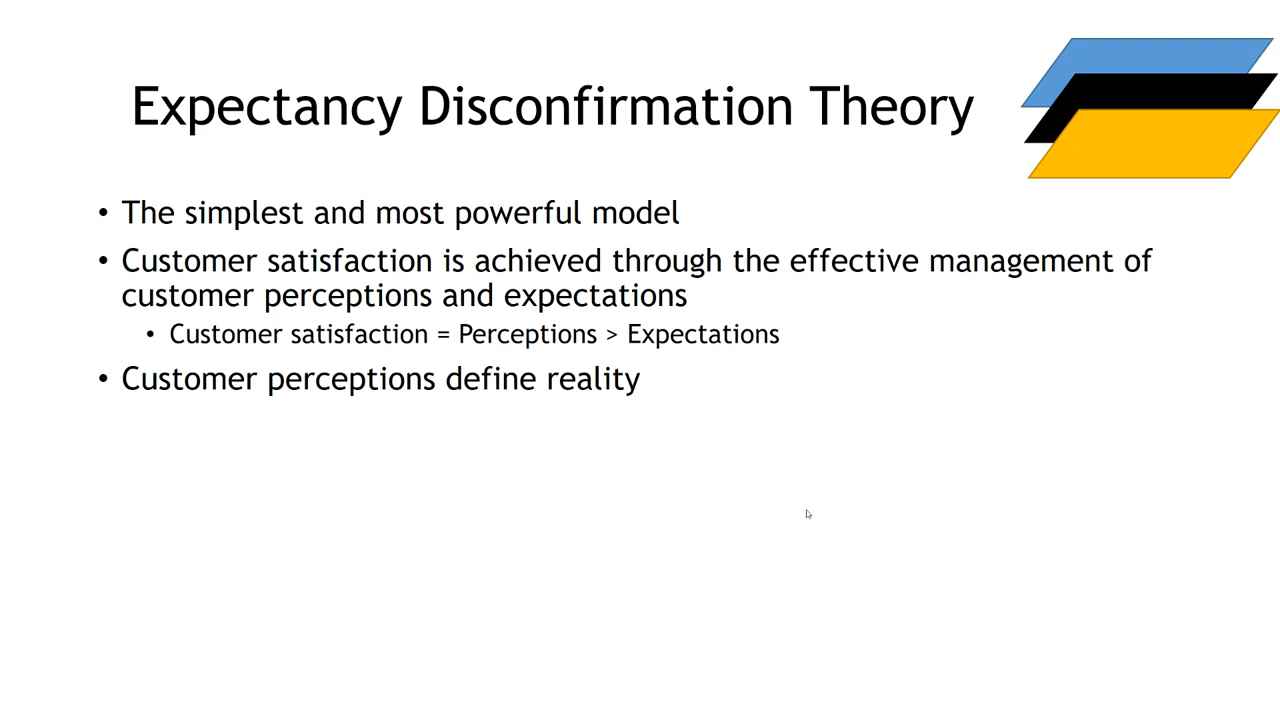 Expectancy Disconfirmation Theory
• The simplest and most powerful model
• Customer satisfaction is achieved through the effective management of
customer perceptions and expectations
• Customer satisfaction = Perceptions > Expectations
• Customer perceptions define reality